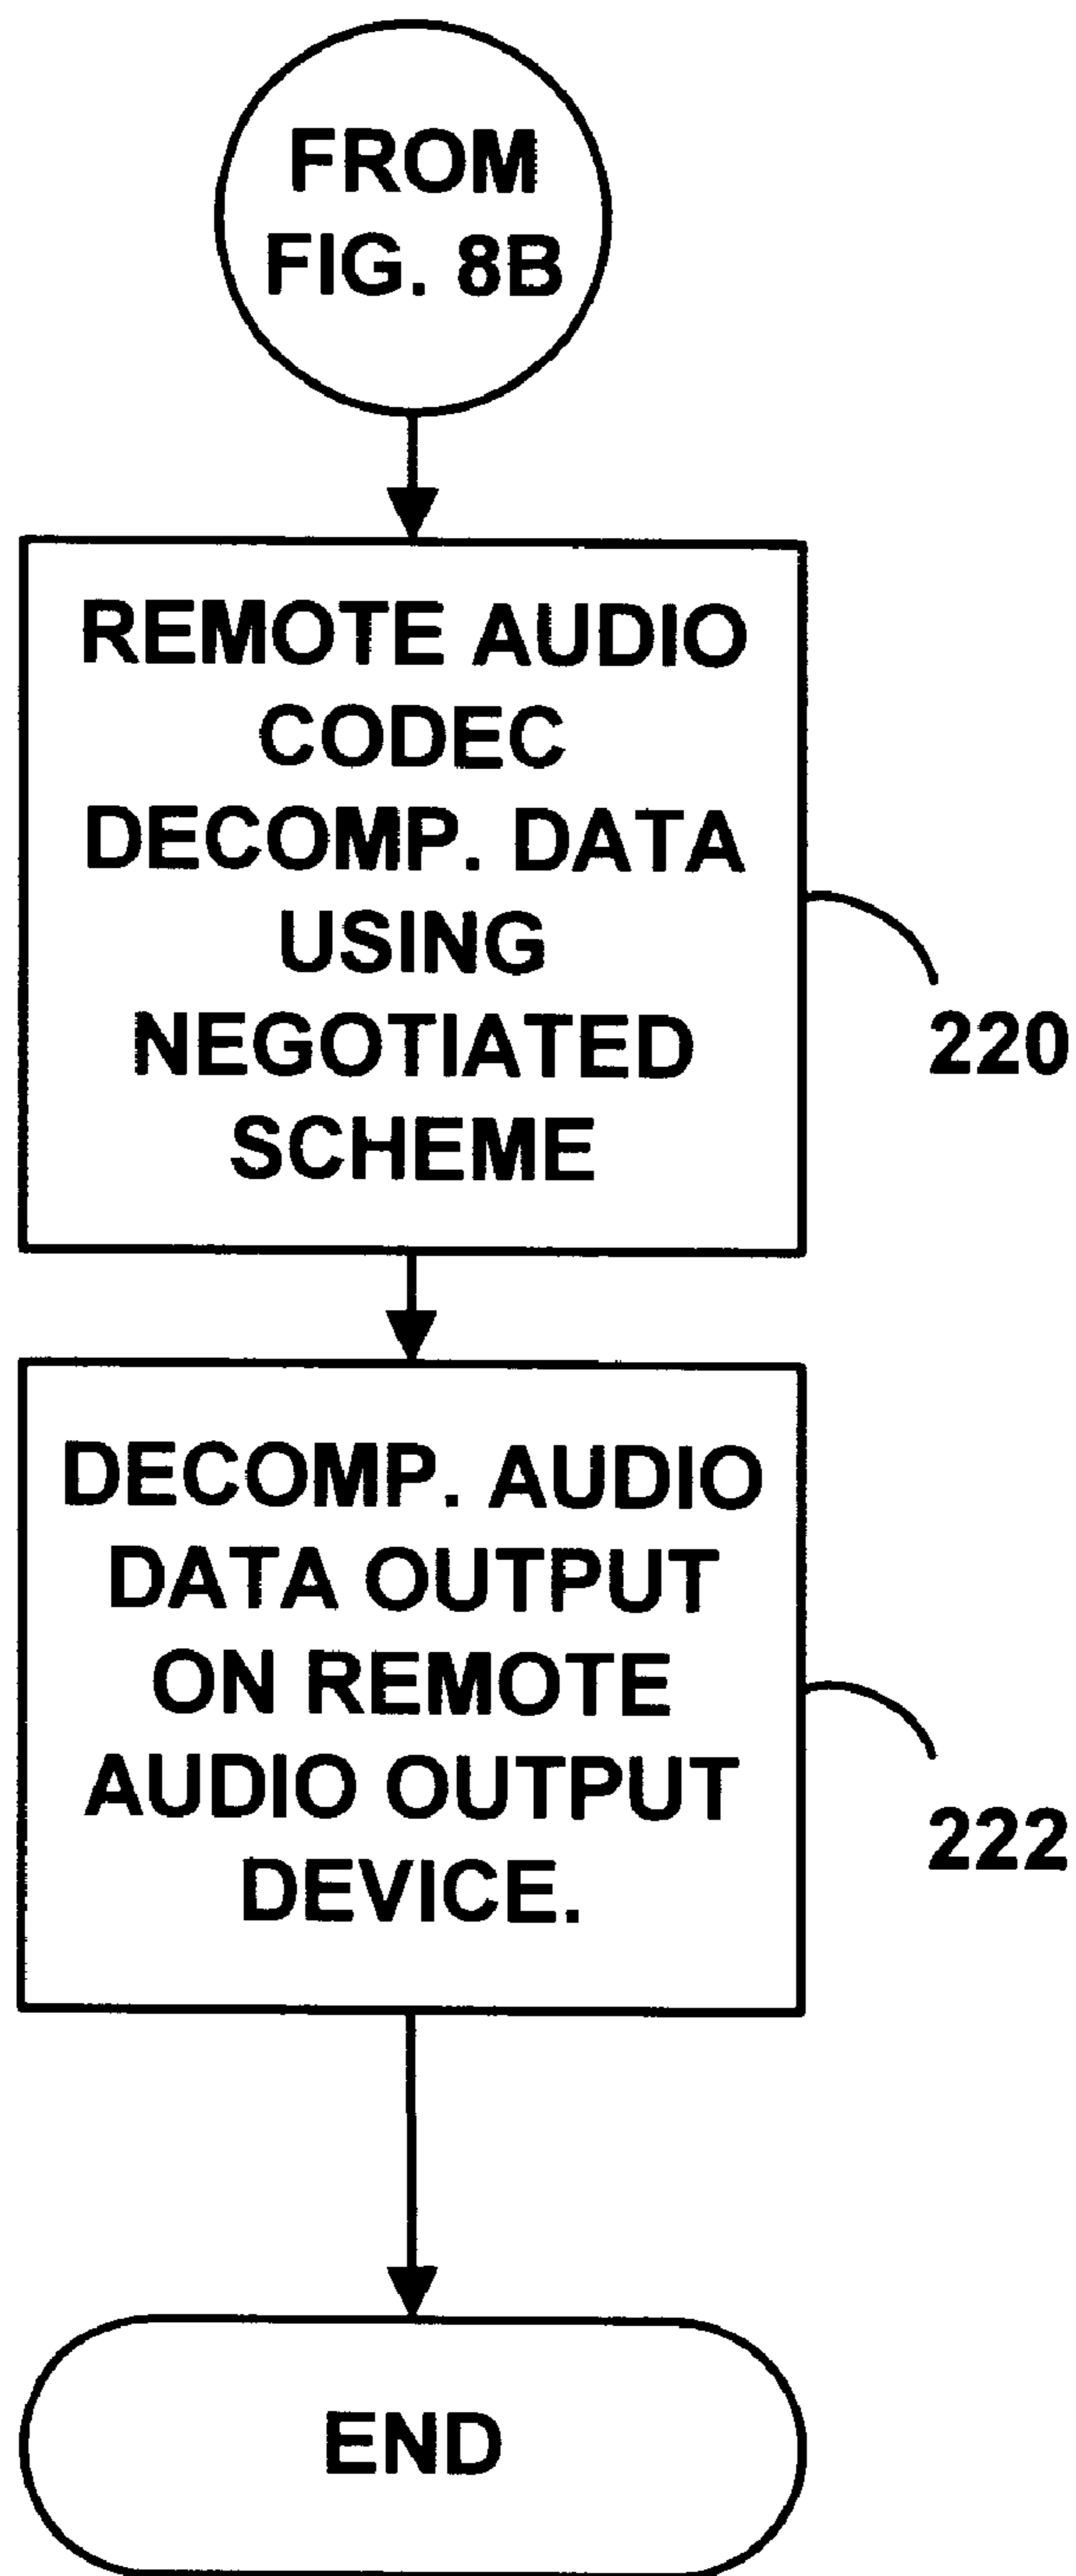 FROM
FIG. 8B
REMOTE AUDIO
CODEC
DECOMP. DATA
USING
NEGOTIATED
SCHEME
220
DECOMP. AUDIO
DATA OUTPUT
ON REMOTE
AUDIO OUTPUT
DEVICE.
222
END